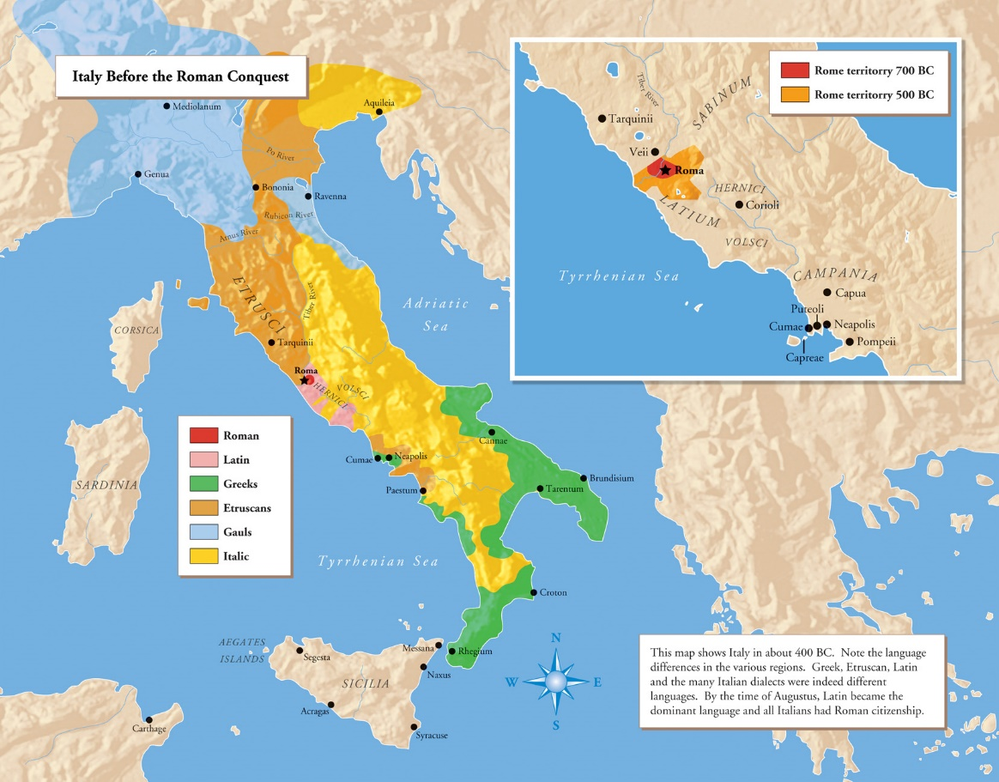 Italy Before the Roman Conquest
Mediolanum
Aquileia
Genua
Po River
Bononia
Ravenna
Rubicon River
Arnus River
ETRUSCI
Tiber River
Adriatic
Sea
CORSICA
Tarquinii
Roma
HERNICI
VOLSCI
Cannae
Cumae
Neapolis
Brundisium
Tarentum
Paestum
SARDINIA
Tyrrhenian Sea
Croton
AEGATES
ISLANDS
Segesta
Messana
Rhegium
Naxus
SICILIA
Acragas
Syracuse
Carthage
Roman
Latin
Greeks
Etruscans
Gauls
Italic
N
W
E
S
Rome territorry 700 BC
Rome territorry 500 BC
Tiber River
SABINUM
Tarquinii
Veii
Roma
HERNICI
Corioli
LATIUM
VOLSCI
Tyrrhenian Sea
CAMPANIA
Capua
Puteoli
Cumae
Neapolis
Pompeii
Capreae
This map shows Italy in about 400 BC. Note the language
differences in the various regions. Greek, Etruscan, Latin
and the many Italian dialects were indeed different
languages. By the time of Augustus, Latin became the
dominant language and all Italians had Roman citizenship.